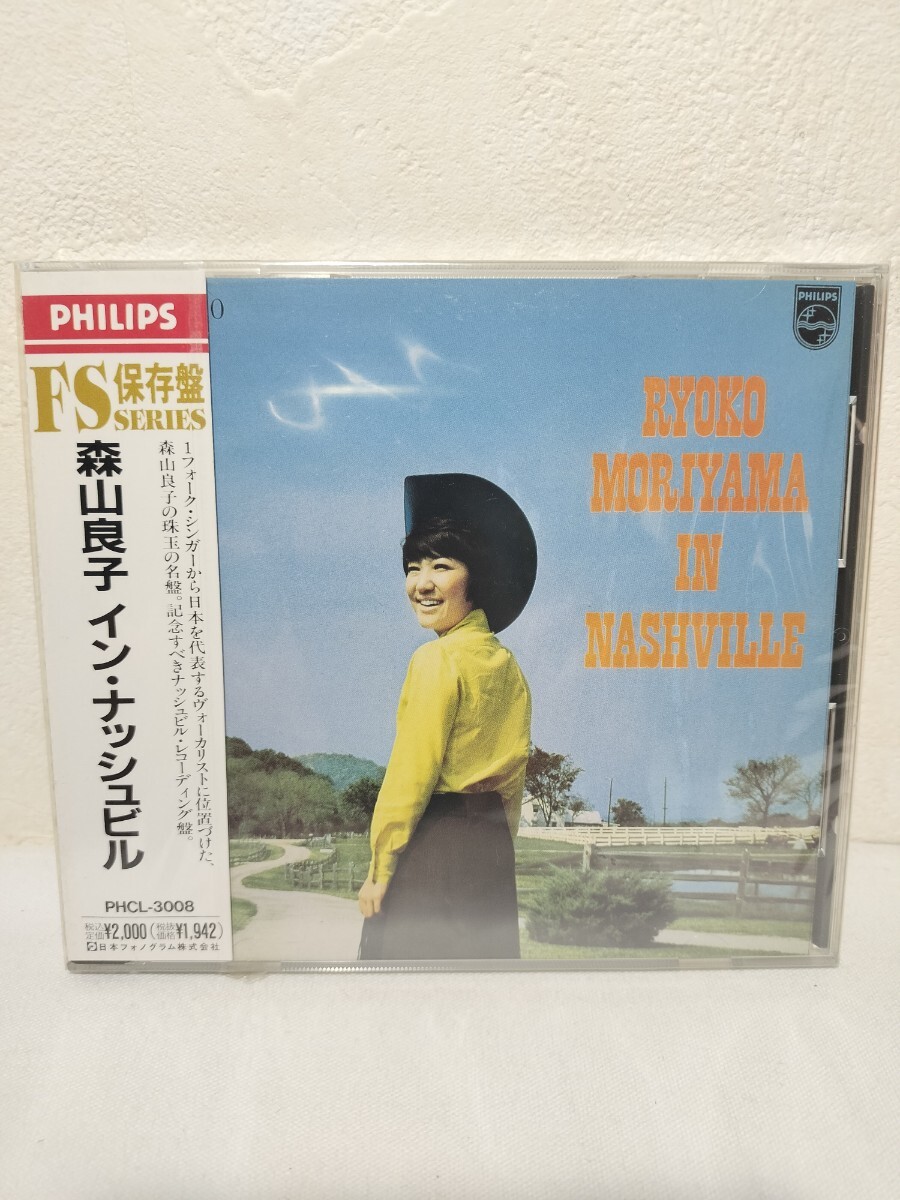 PHILIPS
FS 保存盤
SERIES
森山良子 イン・ナッシュビル
1フォーク・シンガーから日本を代表するヴォーカリストに位置づけた、
森山良子の珠玉の名盤。記念すべきナッシュビル・レコーディング盤。
PHCL-3008
税込定価¥2,000(税抜価格¥1,942)
日本フォノグラム株式会社
0
PHILIPS
RYOKO
MORIYAMA
IN
NASHVILLE